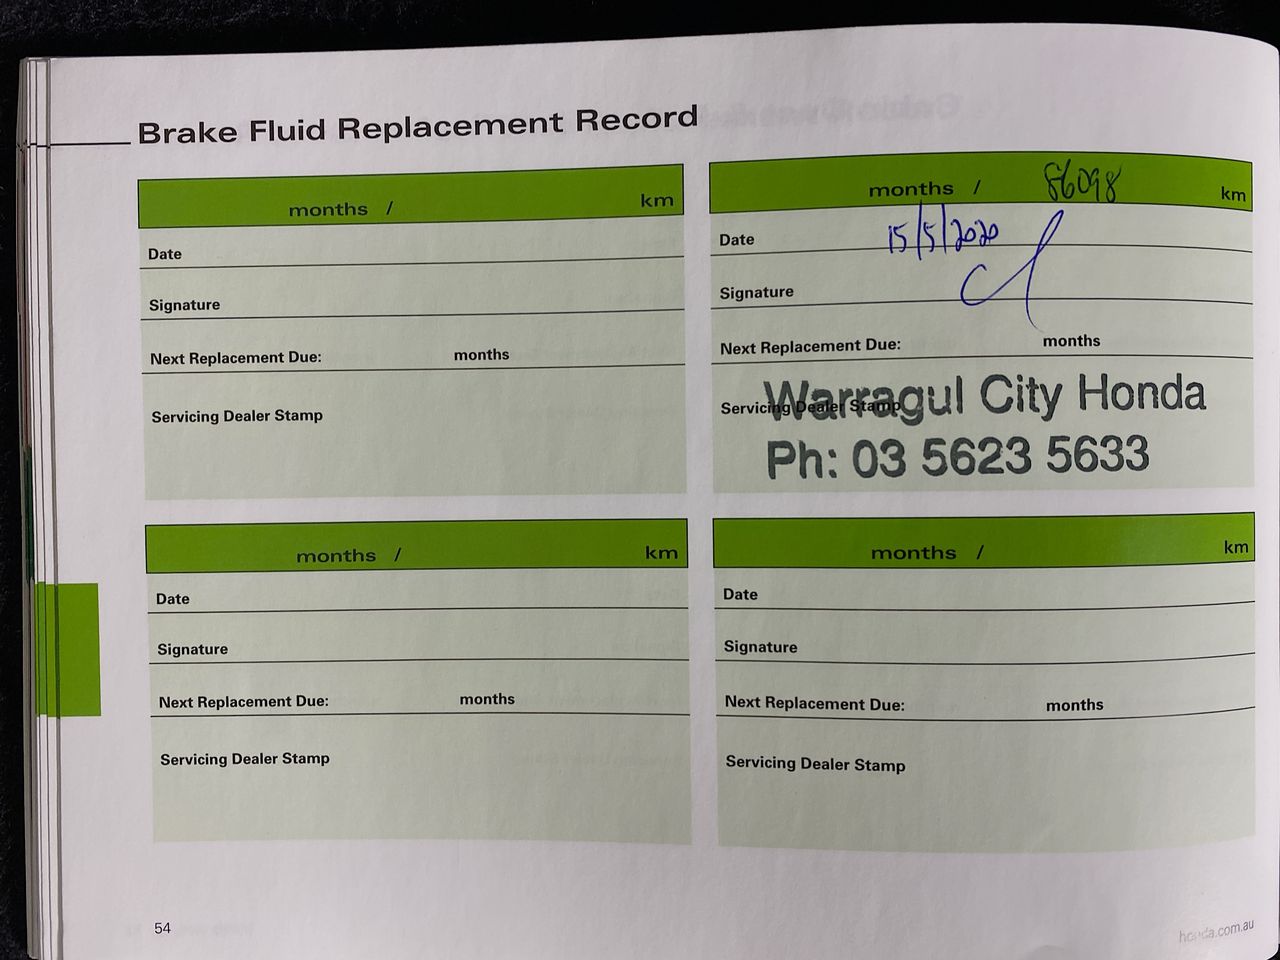 Brake Fluid Replacement Record
months / km
Date
Signature
Next Replacement Due: months
Servicing Dealer Stamp
months / 86098 km
Date 15/5/2020
Signature
Next Replacement Due: months
Servicing Dealer Stamp
Warragul City Honda
Ph: 03 5623 5633
months / km
Date
Signature
Next Replacement Due: months
Servicing Dealer Stamp
months / km
Date
Signature
Next Replacement Due: months
Servicing Dealer Stamp
54
honda.com.au